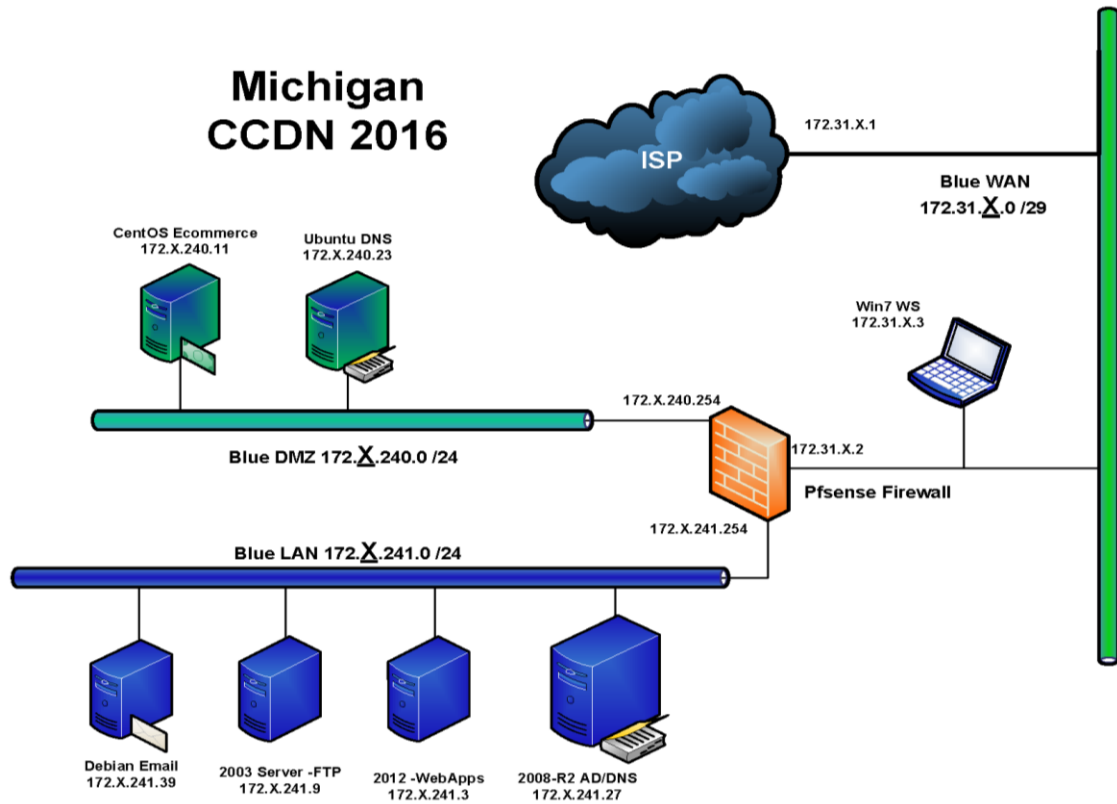 Michigan
CCDN 2016
ISP
172.31.X.1
Blue WAN
172.31.X.0 /29
CentOS Ecommerce
172.X.240.11
Ubuntu DNS
172.X.240.23
Win7 WS
172.31.X.3
172.X.240.254
Blue DMZ 172.X.240.0 /24
172.31.X.2
Pfsense Firewall
172.X.241.254
Blue LAN 172.X.241.0 /24
Debian Email
172.X.241.39
2003 Server -FTP
172.X.241.9
2012 -WebApps
172.X.241.3
2008-R2 AD/DNS
172.X.241.27